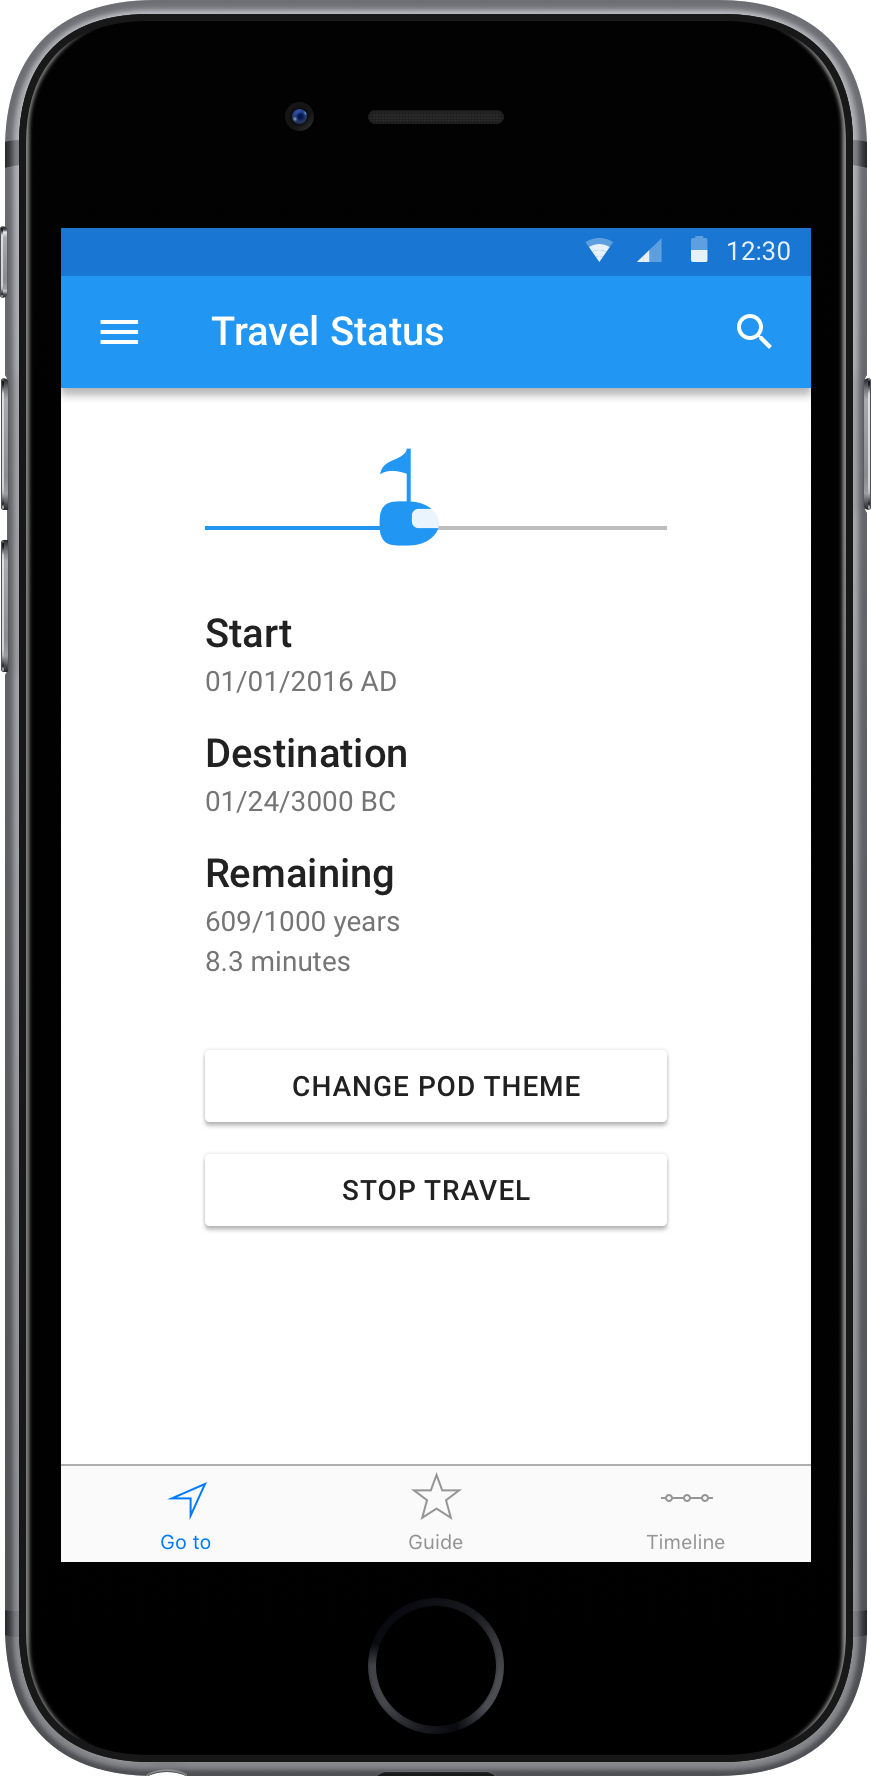 12:30
Travel Status
Start
01/01/2016 AD
Destination
01/24/3000 BC
Remaining
609/1000 years
8.3 minutes
CHANGE POD THEME
STOP TRAVEL
Go to
Guide
Timeline